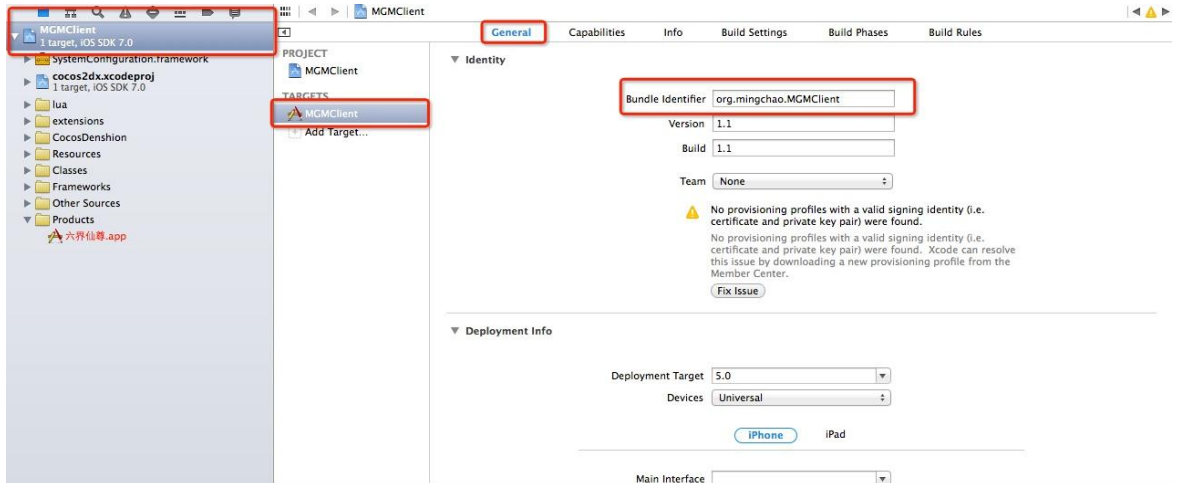 MGMClient
MGMClient
1 target, iOS SDK 7.0
SystemConfiguration.framework
cocos2dx.xcodeproj
1 target, iOS SDK 7.0
lua
extensions
CocosDenshion
Resources
Classes
Frameworks
Other Sources
Products
六界仙尊.app
PROJECT
MGMClient
TARGETS
MGMClient
Add Target...
General Capabilities Info Build Settings Build Phases Build Rules
Identity
Bundle Identifier org.mingchao.MGMClient
Version 1.1
Build 1.1
Team None
No provisioning profiles with a valid signing identity (i.e.
certificate and private key pair) were found.
No provisioning profiles with a valid signing identity (i.e.
certificate and private key pair) were found. Xcode can resolve
this issue by downloading a new provisioning profile from the
Member Center.
Fix Issue
Deployment Info
Deployment Target 5.0
Devices Universal
iPhone iPad
Main Interface